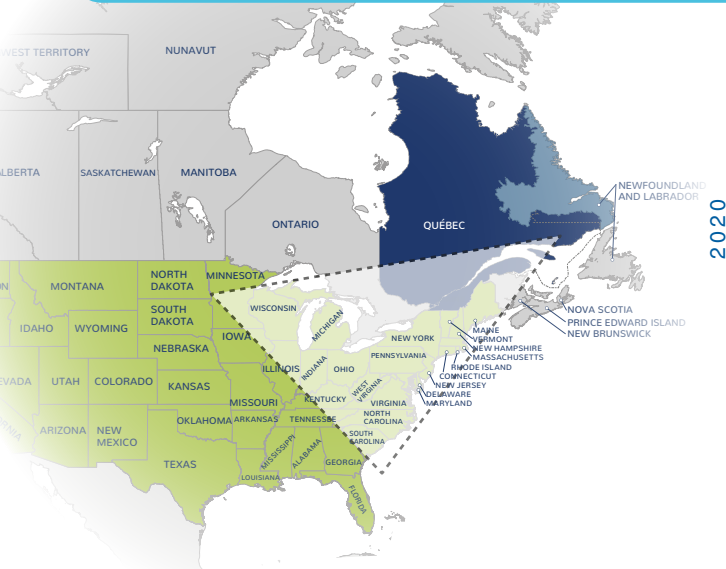 NUNAVUT
WEST TERRITORY
LBERTA
SASKATCHEWAN
MANITOBA
ONTARIO
QUÉBEC
NEWFOUNDLAND
AND LABRADOR
2020
NOVA SCOTIA
PRINCE EDWARD ISLAND
NEW BRUNSWICK
MONTANA
NORTH
DAKOTA
MINNESOTA
SOUTH
DAKOTA
WISCONSIN
MICHIGAN
IDAHO
WYOMING
IOWA
NEBRASKA
NEW YORK
MAINE
VERMONT
NEW HAMPSHIRE
MASSACHUSETTS
RHODE ISLAND
CONNECTICUT
NEW JERSEY
DELAWARE
MARYLAND
PENNSYLVANIA
EVADA
UTAH
COLORADO
KANSAS
ILLINOIS
INDIANA
OHIO
WEST
VIRGINIA
VIRGINIA
MISSOURI
KENTUCKY
NORTH
CAROLINA
ARIZONA
NEW
MEXICO
OKLAHOMA
ARKANSAS
TENNESSEE
SOUTH
CAROLINA
TEXAS
LOUISIANA
MISSISSIPPI
ALABAMA
GEORGIA
FLORIDA